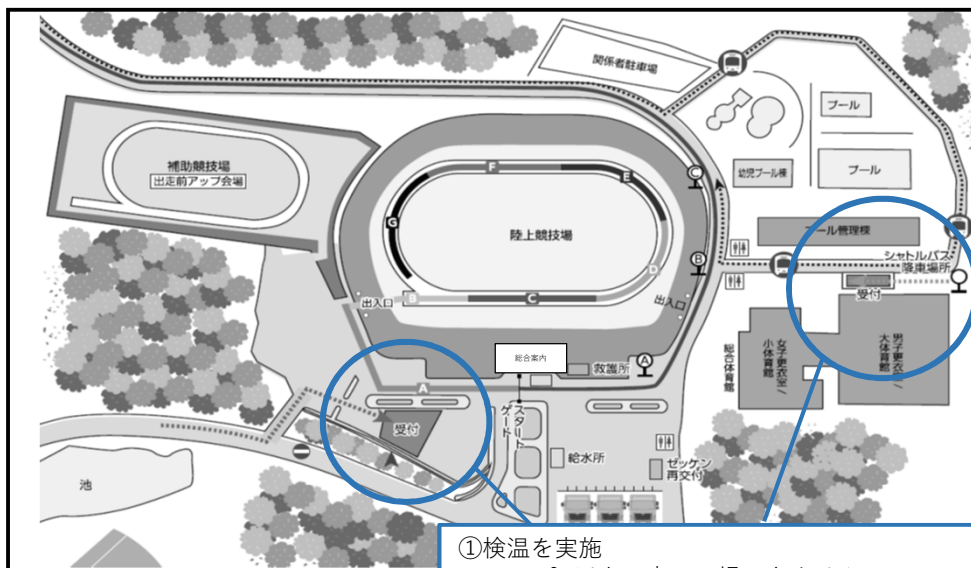 関係者駐車場
プール
補助競技場
出走前アップ会場
幼児プール棟
プール
F
E
C
G
陸上競技場
プール管理棟
シャトルバス
降車場所
B
D
受付
出入口
B
C
出入口
総合案内
救護所
A
総合体育館
女子更衣室/
小体育館
男子更衣室/
大体育館
A
受付
スタート
ゲート
給水所
ゼッケン
再交付
池
①検温を実施